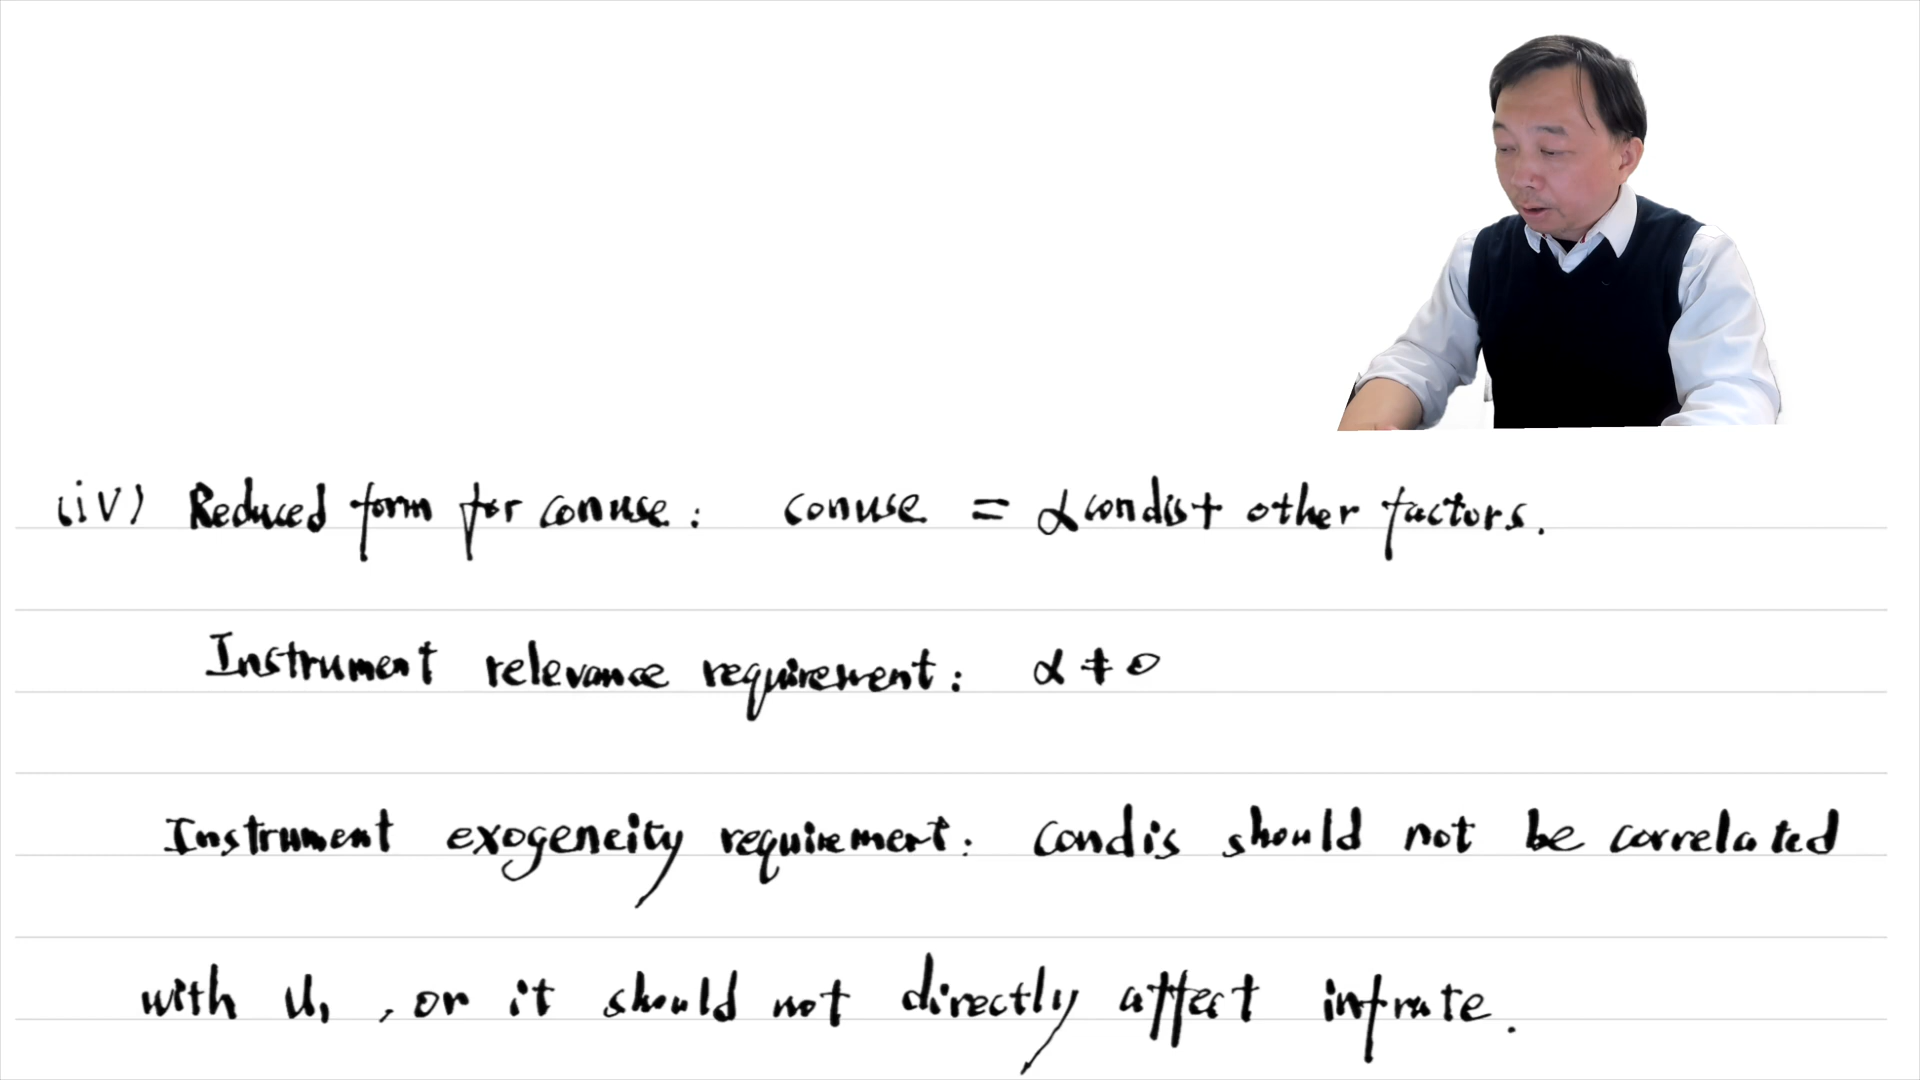 (iv) Reduced form for conuse: conuse = α condis + other factors.
Instrument relevance requirement: α ≠ 0
Instrument exogeneity requirement: condis should not be correlated
with u₁, or it should not directly affect infrate.